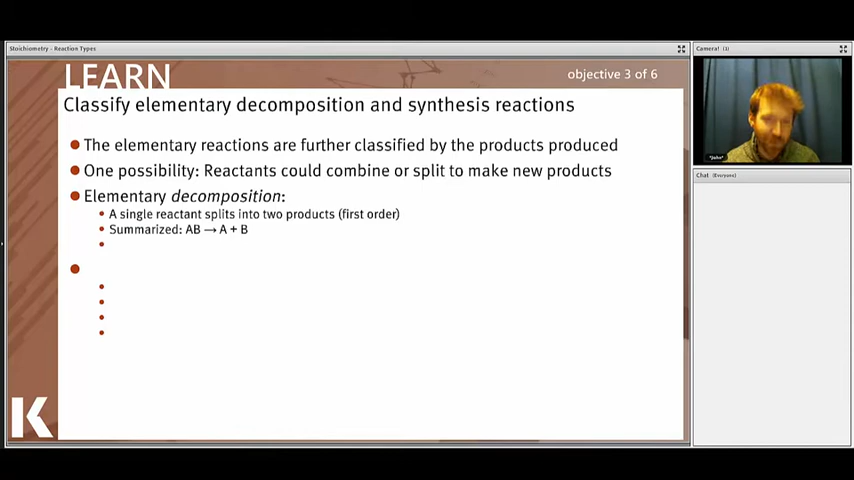 Stoichiometry - Reaction Types
LEARN
objective 3 of 6
Classify elementary decomposition and synthesis reactions
The elementary reactions are further classified by the products produced
One possibility: Reactants could combine or split to make new products
Elementary decomposition:
A single reactant splits into two products (first order)
Summarized: AB → A + B
K
Camera! (1)
*John*
Chat (Everyone)